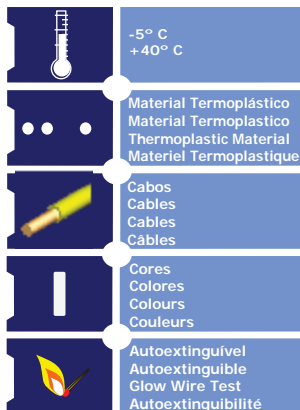 -5° C
+40° C
Material Termoplástico
Material Termoplastico
Thermoplastic Material
Materiel Termoplastique
Cabos
Cables
Cables
Câbles
Cores
Colores
Colours
Couleurs
Autoextinguível
Autoextinguible
Glow Wire Test
Autoextinguibilité